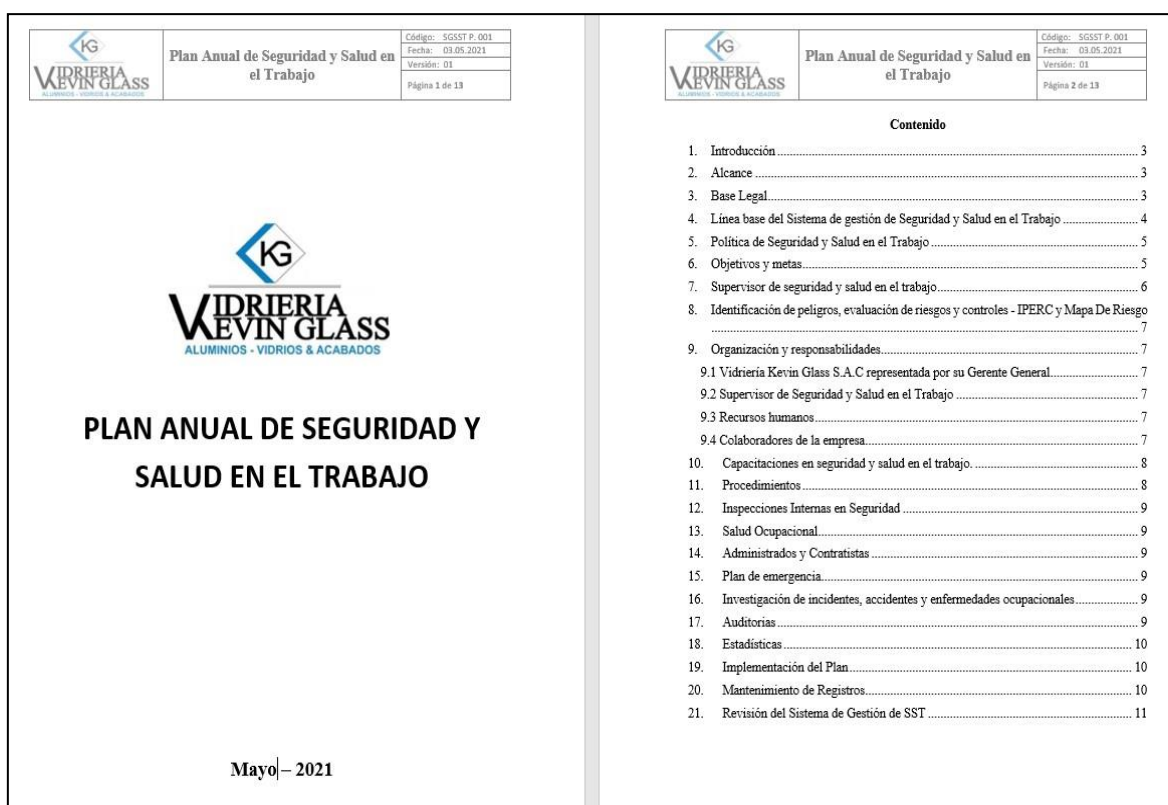 KG
VIDRIERIA
KEVIN GLASS
ALUMINIOS - VIDRIOS & ACABADOS
Plan Anual de Seguridad y Salud en
el Trabajo
Código: SGSST P. 001
Fecha: 03.05.2021
Versión: 01
Página 1 de 13
KG
VIDRIERIA
KEVIN GLASS
ALUMINIOS - VIDRIOS & ACABADOS
PLAN ANUAL DE SEGURIDAD Y
SALUD EN EL TRABAJO
Mayo – 2021
KG
VIDRIERIA
KEVIN GLASS
ALUMINIOS - VIDRIOS & ACABADOS
Plan Anual de Seguridad y Salud en
el Trabajo
Código: SGSST P. 001
Fecha: 03.05.2021
Versión: 01
Página 2 de 13
Contenido
1. Introducción 3
2. Alcance 3
3. Base Legal 3
4. Línea base del Sistema de gestión de Seguridad y Salud en el Trabajo 4
5. Política de Seguridad y Salud en el Trabajo 5
6. Objetivos y metas 5
7. Supervisor de seguridad y salud en el trabajo 6
8. Identificación de peligros, evaluación de riesgos y controles - IPERC y Mapa De Riesgo
7
9. Organización y responsabilidades 7
9.1 Vidriería Kevin Glass S.A.C representada por su Gerente General 7
9.2 Supervisor de Seguridad y Salud en el Trabajo 7
9.3 Recursos humanos 7
9.4 Colaboradores de la empresa 7
10. Capacitaciones en seguridad y salud en el trabajo. 8
11. Procedimientos 8
12. Inspecciones Internas en Seguridad 9
13. Salud Ocupacional 9
14. Administrados y Contratistas 9
15. Plan de emergencia 9
16. Investigación de incidentes, accidentes y enfermedades ocupacionales 9
17. Auditorias 9
18. Estadísticas 10
19. Implementación del Plan 10
20. Mantenimiento de Registros 10
21. Revisión del Sistema de Gestión de SST 11